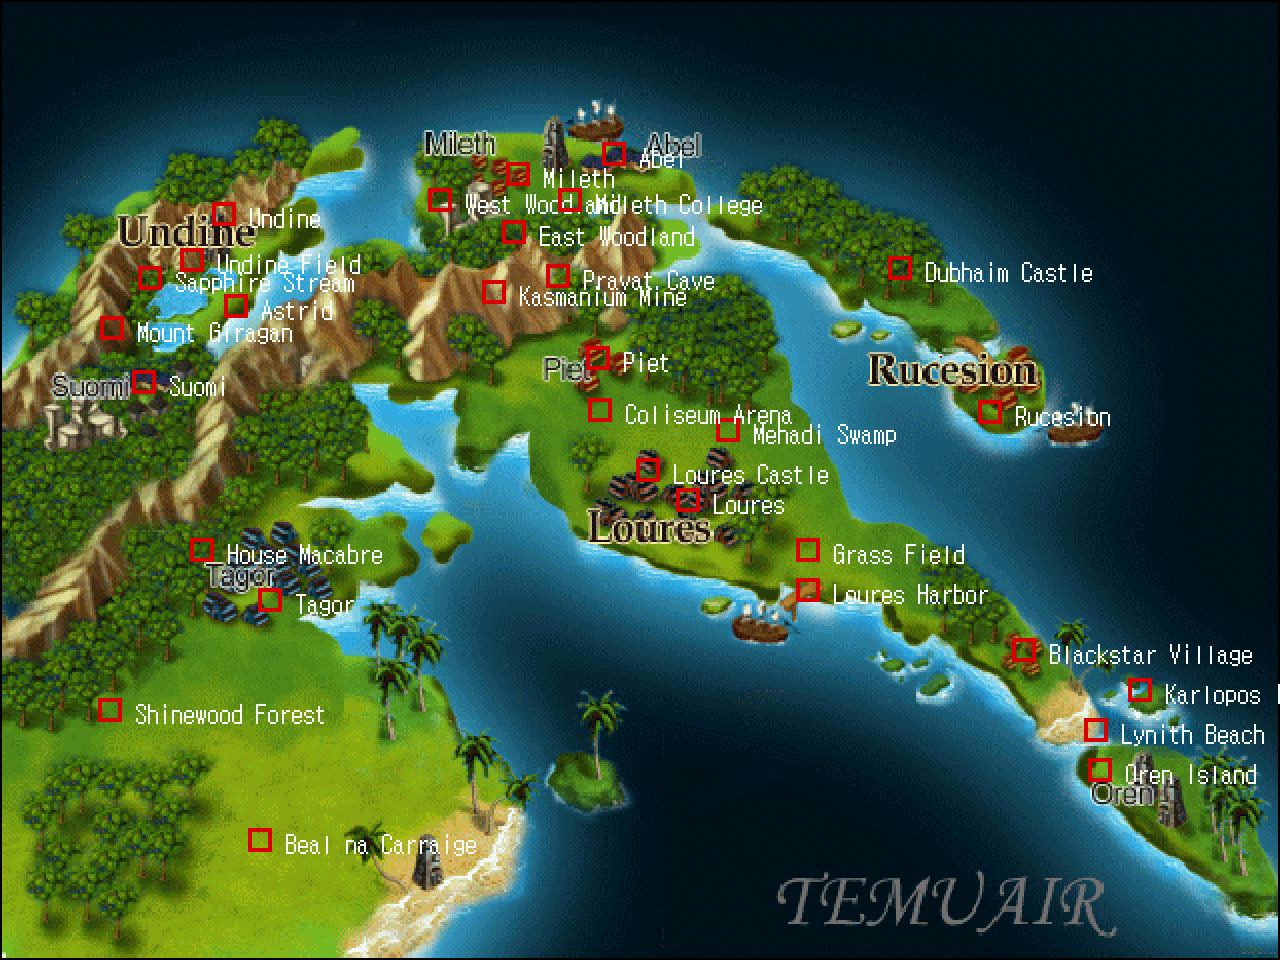 Mileth
Abel
Abel
Mileth
West Woodland
Mileth College
Undine
Undine
East Woodland
Undine Field
Sapphire Stream
Pravat Cave
Kasmanium Mine
Dubhaim Castle
Astrid
Mount Giragan
Piet
Piet
Rucesion
Suomi
Suomi
Coliseum Arena
Rucesion
Mehadi Swamp
Loures Castle
Loures
Loures
House Macabre
Grass Field
Tagor
Tagor
Loures Harbor
Blackstar Village
Karlopos
Shinewood Forest
Lynith Beach
Oren Island
Oren
Beal na Carraige
TEMUAIR